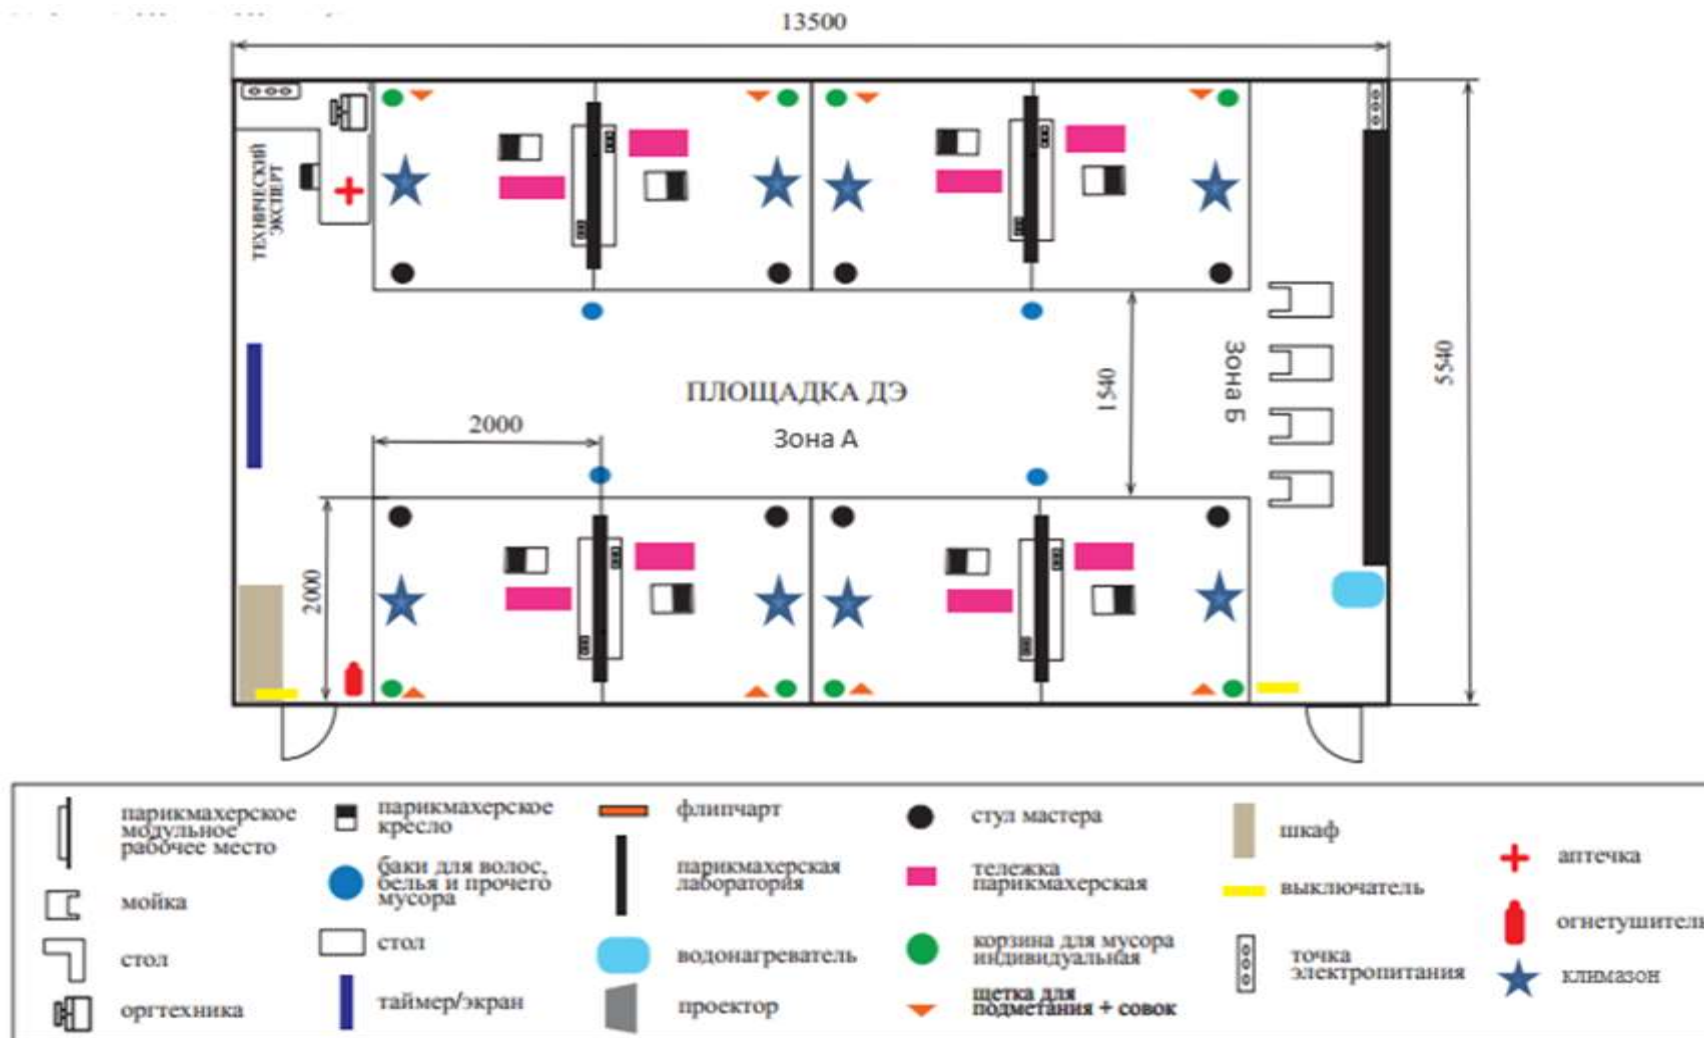 13500
ТЕХНИЧЕСКИЙ
ЭКСПЕРТ
ПЛОЩАДКА ДЭ
Зона А
Зона Б
1540
5540
2000
2000
парикмахерское
модульное
рабочее место
мойка
стол
оргтехника
парикмахерское
кресло
баки для волос,
белья и прочего
мусора
стол
таймер/экран
флипчарт
парикмахерская
лаборатория
водонагреватель
проектор
стул мастера
тележка
парикмахерская
корзина для мусора
индивидуальная
щетка для
подметания + совок
шкаф
выключатель
точка
электропитания
аптечка
огнетушитель
климазон